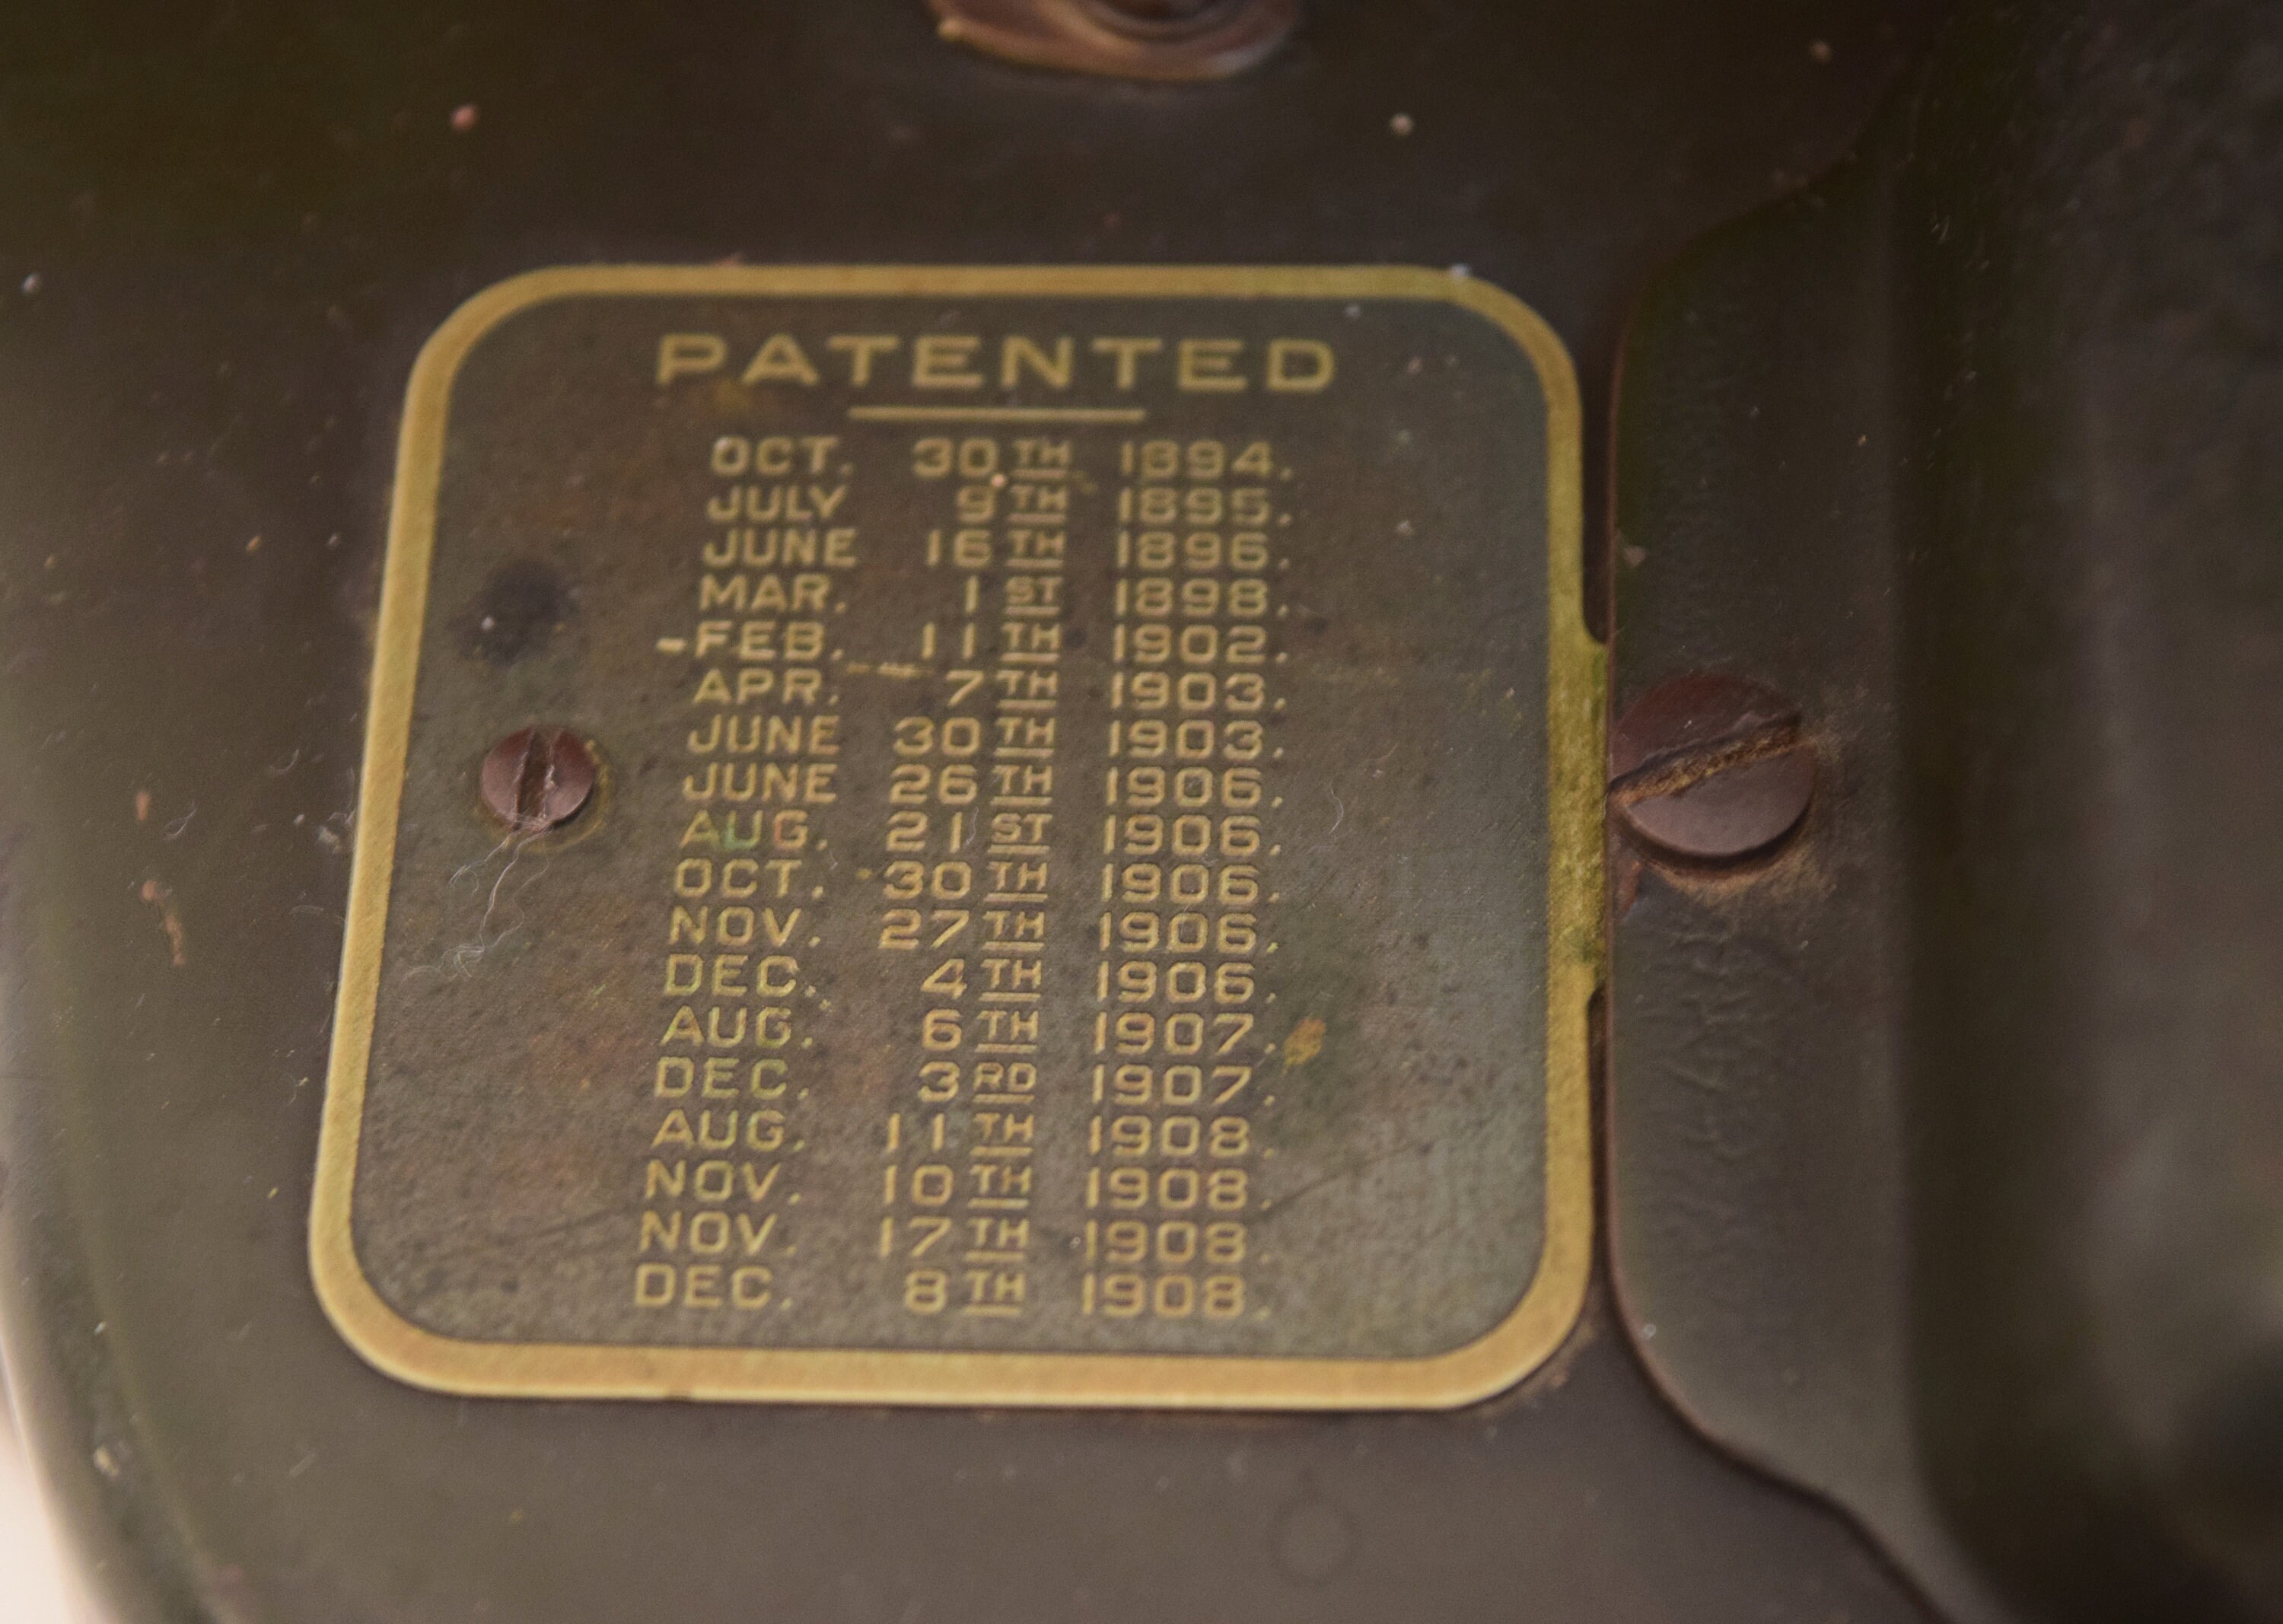 PATENTED
OCT. 30TH 1894.
JULY 9TH 1895.
JUNE 16TH 1896.
MAR. 1ST 1898.
FEB. 11TH 1902.
APR. 7TH 1903.
JUNE 30TH 1903.
JUNE 26TH 1906.
AUG. 21ST 1906.
OCT. 30TH 1906.
NOV. 27TH 1906.
DEC. 4TH 1906.
AUG. 6TH 1907.
DEC. 3RD 1907.
AUG. 11TH 1908.
NOV. 10TH 1908.
NOV. 17TH 1908.
DEC. 8TH 1908.